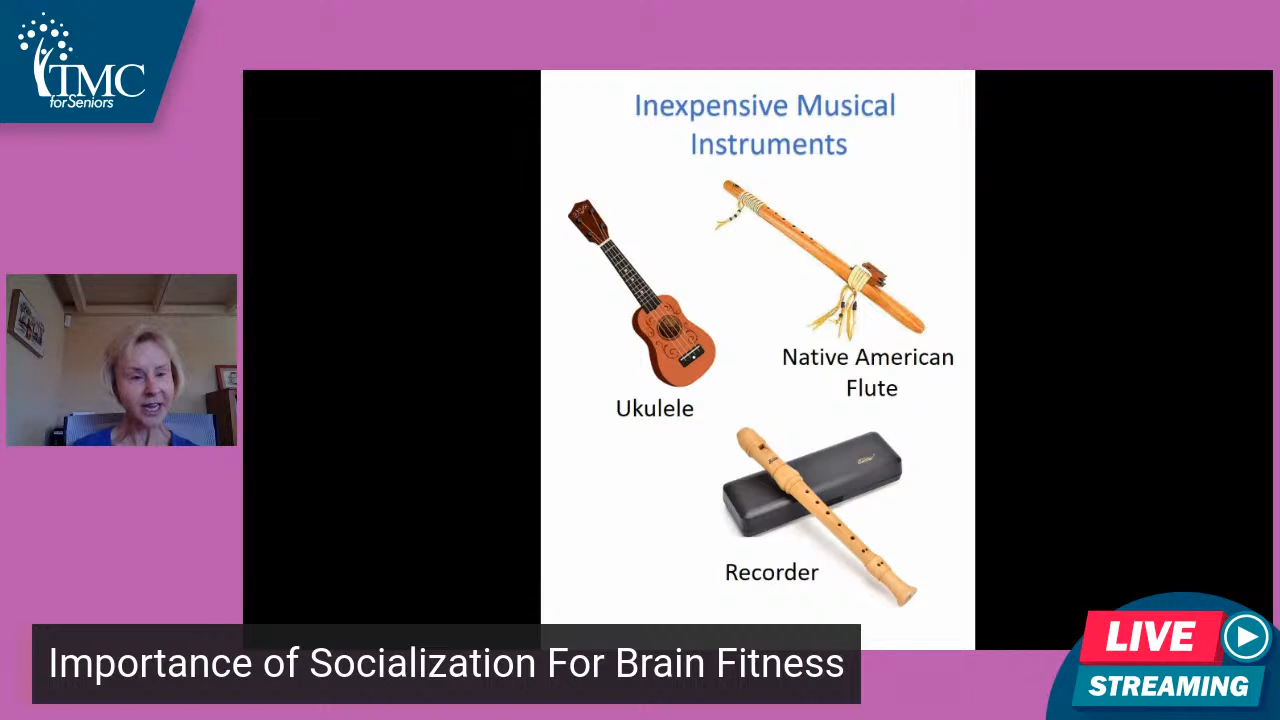 TMC
for Seniors
Inexpensive Musical
Instruments
Native American
Flute
Ukulele
Recorder
Importance of Socialization For Brain Fitness
LIVE
STREAMING